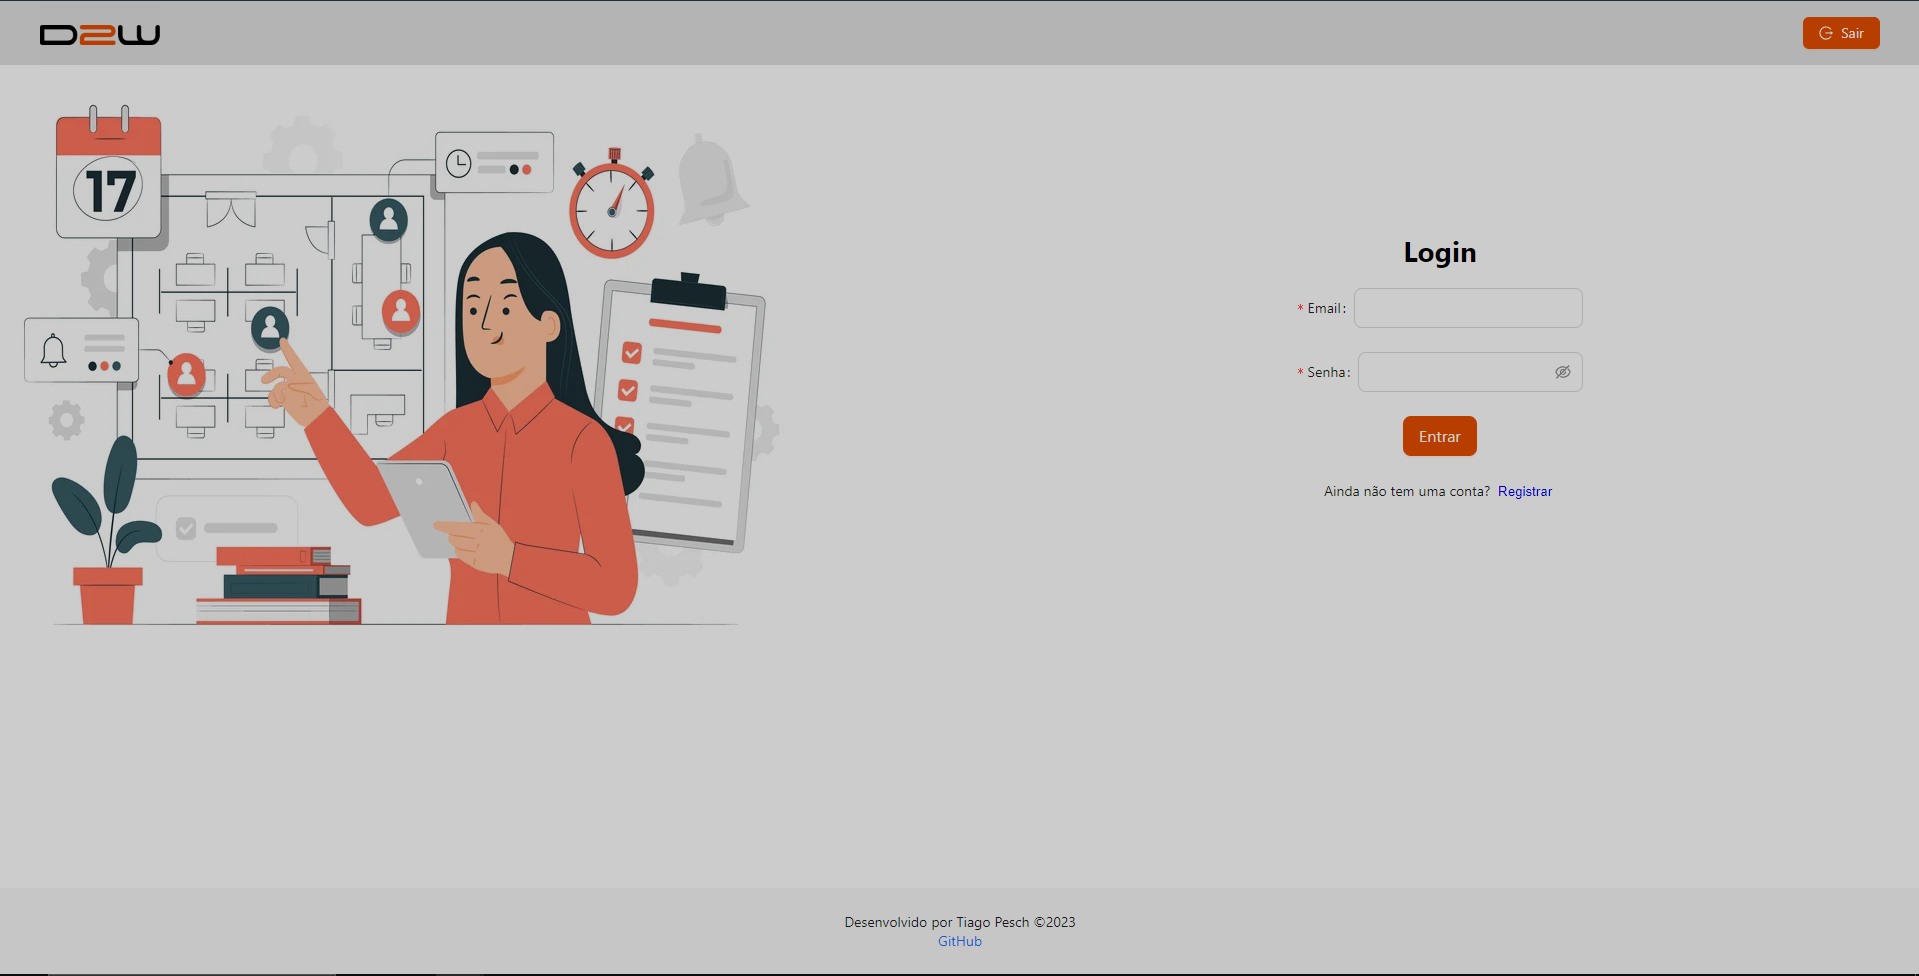 D2W
Sair
17
Login
* Email:
* Senha:
Entrar
Ainda não tem uma conta? Registrar
Desenvolvido por Tiago Pesch ©2023
GitHub